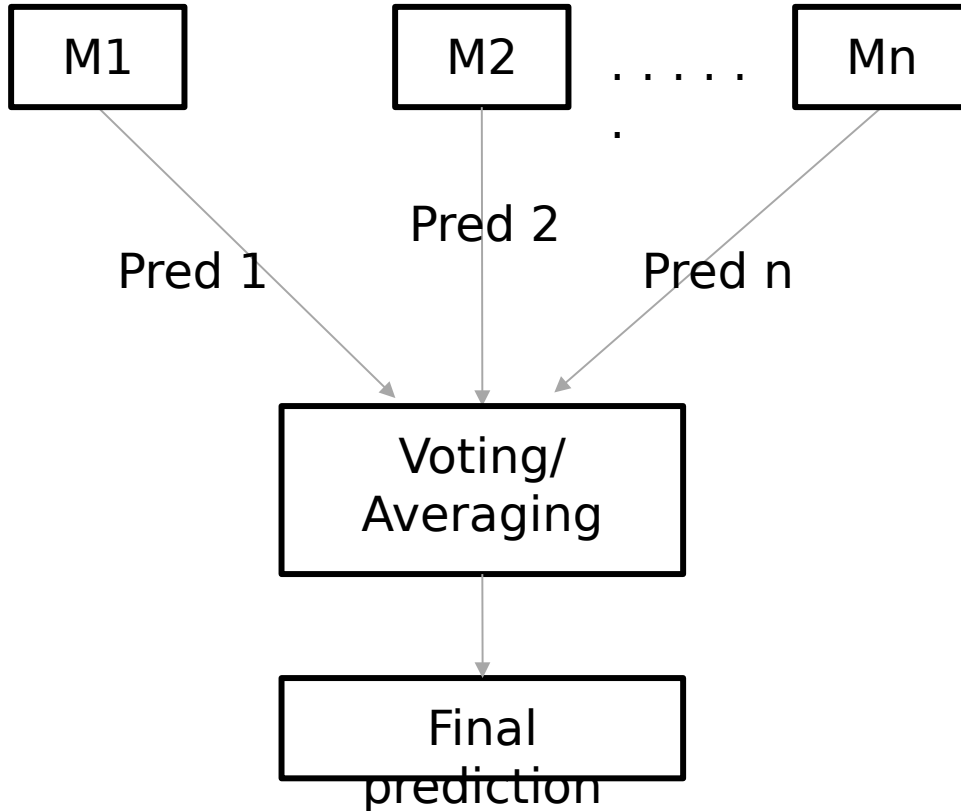 M1
M2
. . . . .
.
Mn
Pred 2
Pred 1
Pred n
Voting/
Averaging
Final
prediction